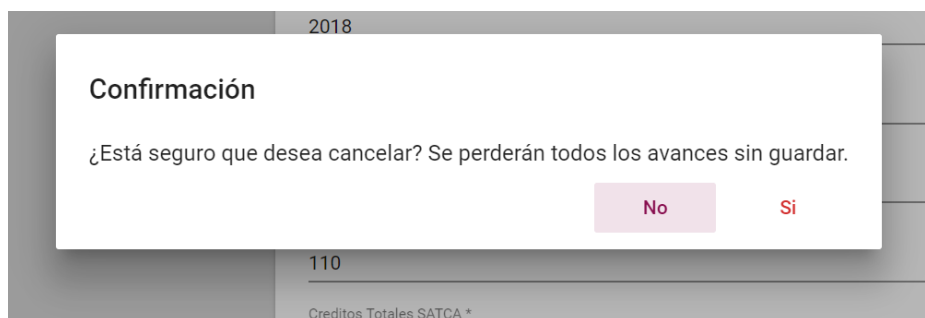 2018
Confirmación
¿Está seguro que desea cancelar? Se perderán todos los avances sin guardar.
No Si
110
Creditos Totales SATCA *